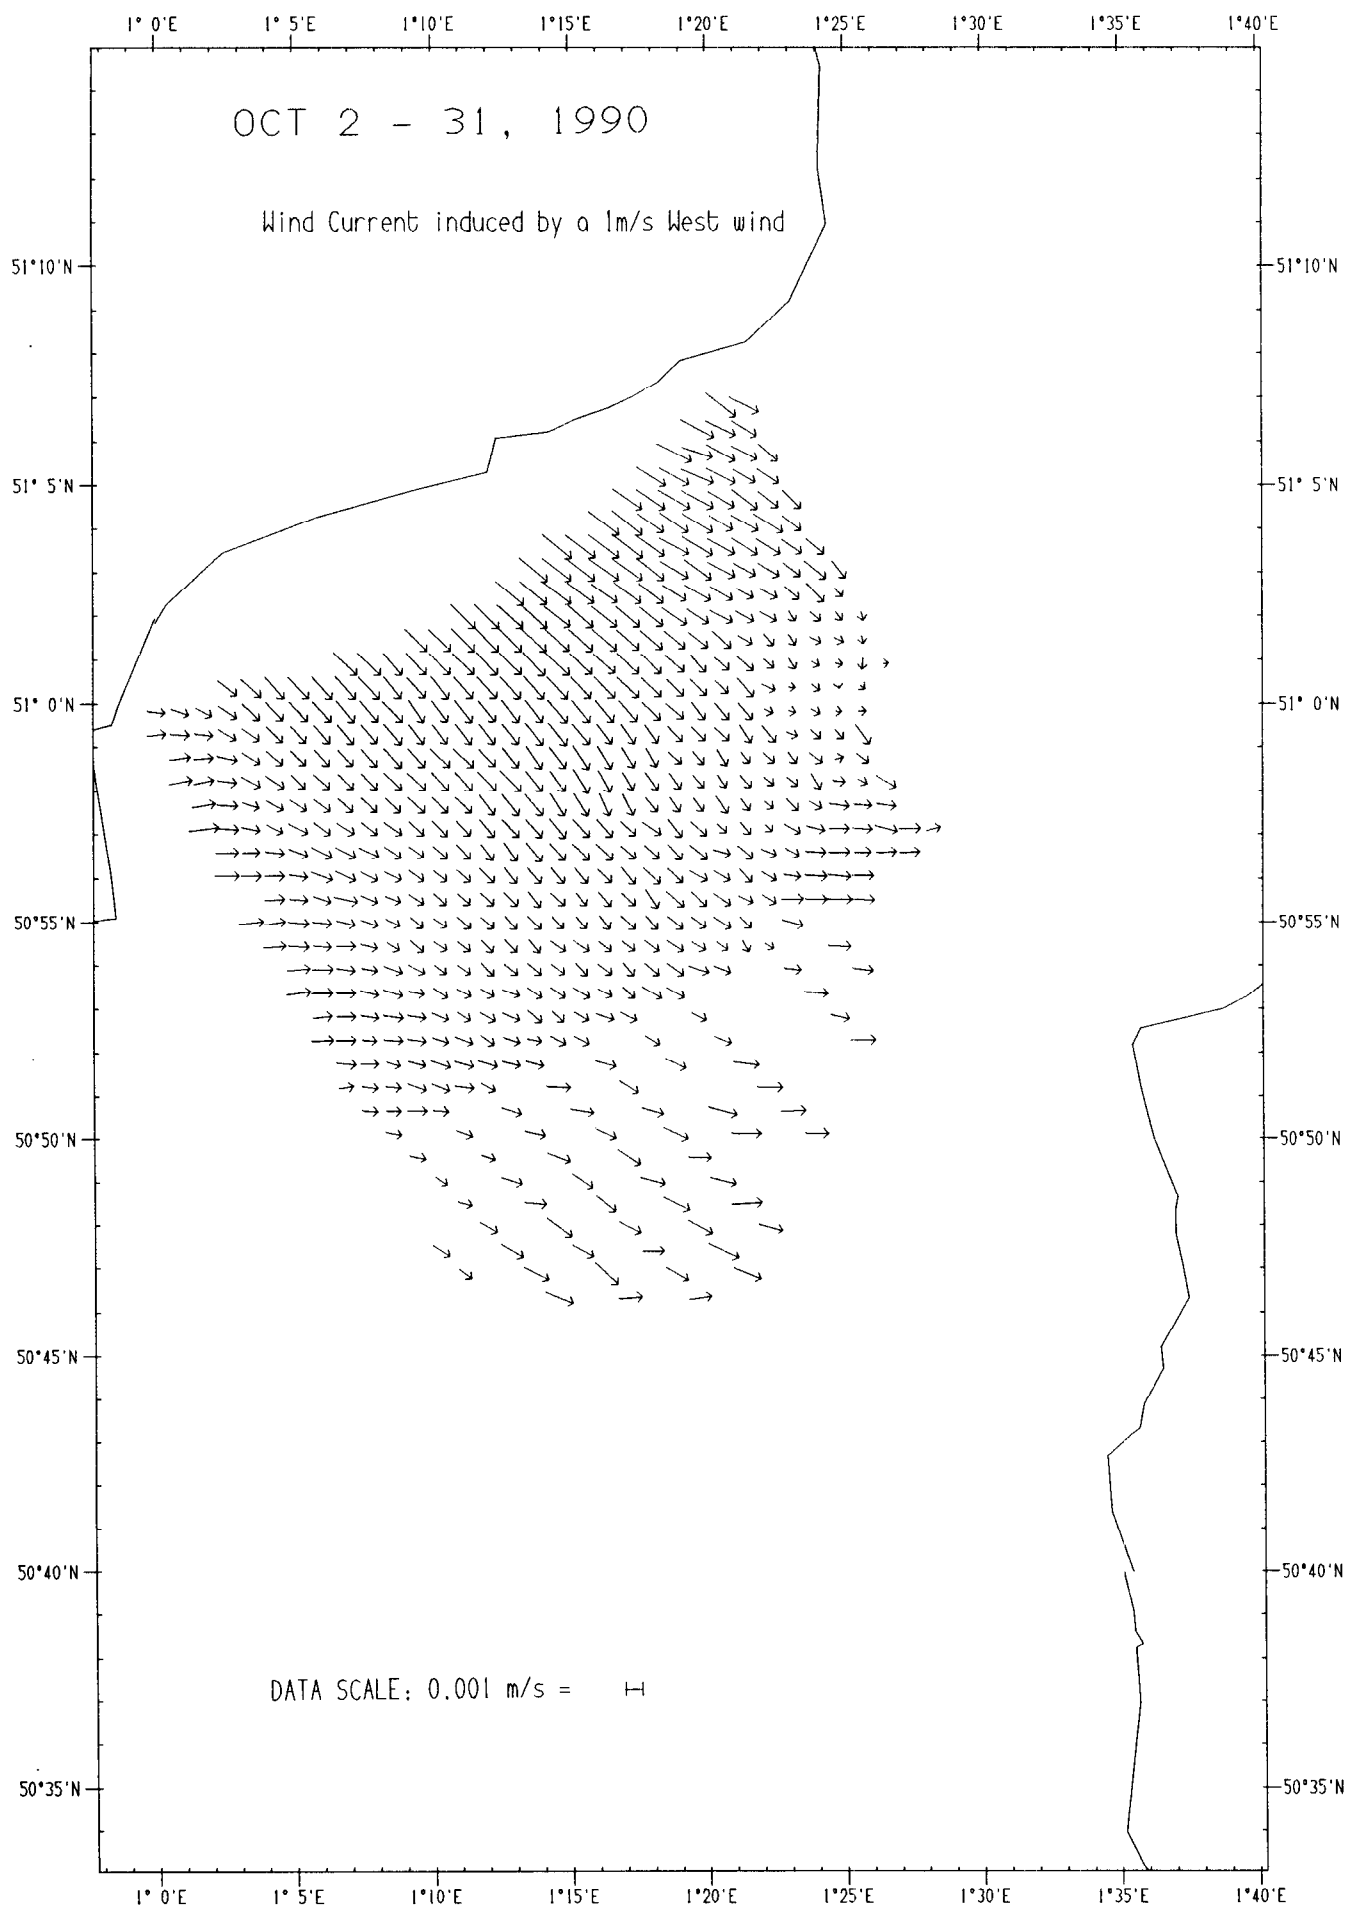 1° 0'E 1° 5'E 1°10'E 1°15'E 1°20'E 1°25'E 1°30'E 1°35'E 1°40'E
OCT 2 - 31, 1990
Wind Current induced by a 1m/s West wind
51°10'N 51°10'N
51° 5'N 51° 5'N
51° 0'N 51° 0'N
50°55'N 50°55'N
50°50'N 50°50'N
50°45'N 50°45'N
50°40'N 50°40'N
DATA SCALE: 0.001 m/s =
50°35'N 50°35'N
1° 0'E 1° 5'E 1°10'E 1°15'E 1°20'E 1°25'E 1°30'E 1°35'E 1°40'E